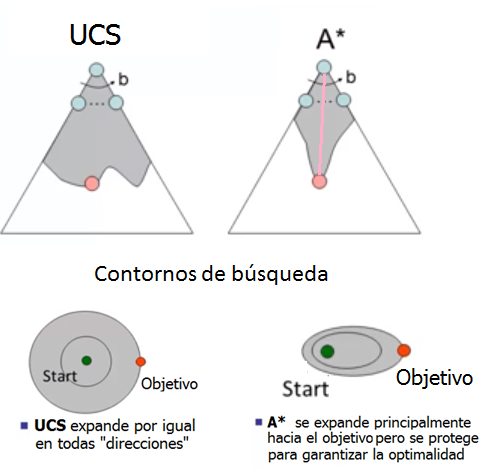 UCS
A*
b
b
Contornos de búsqueda
Start
Objetivo
Start
Objetivo
UCS expande por igual
en todas "direcciones"
A* se expande principalmente
hacia el objetivo pero se protege
para garantizar la optimalidad